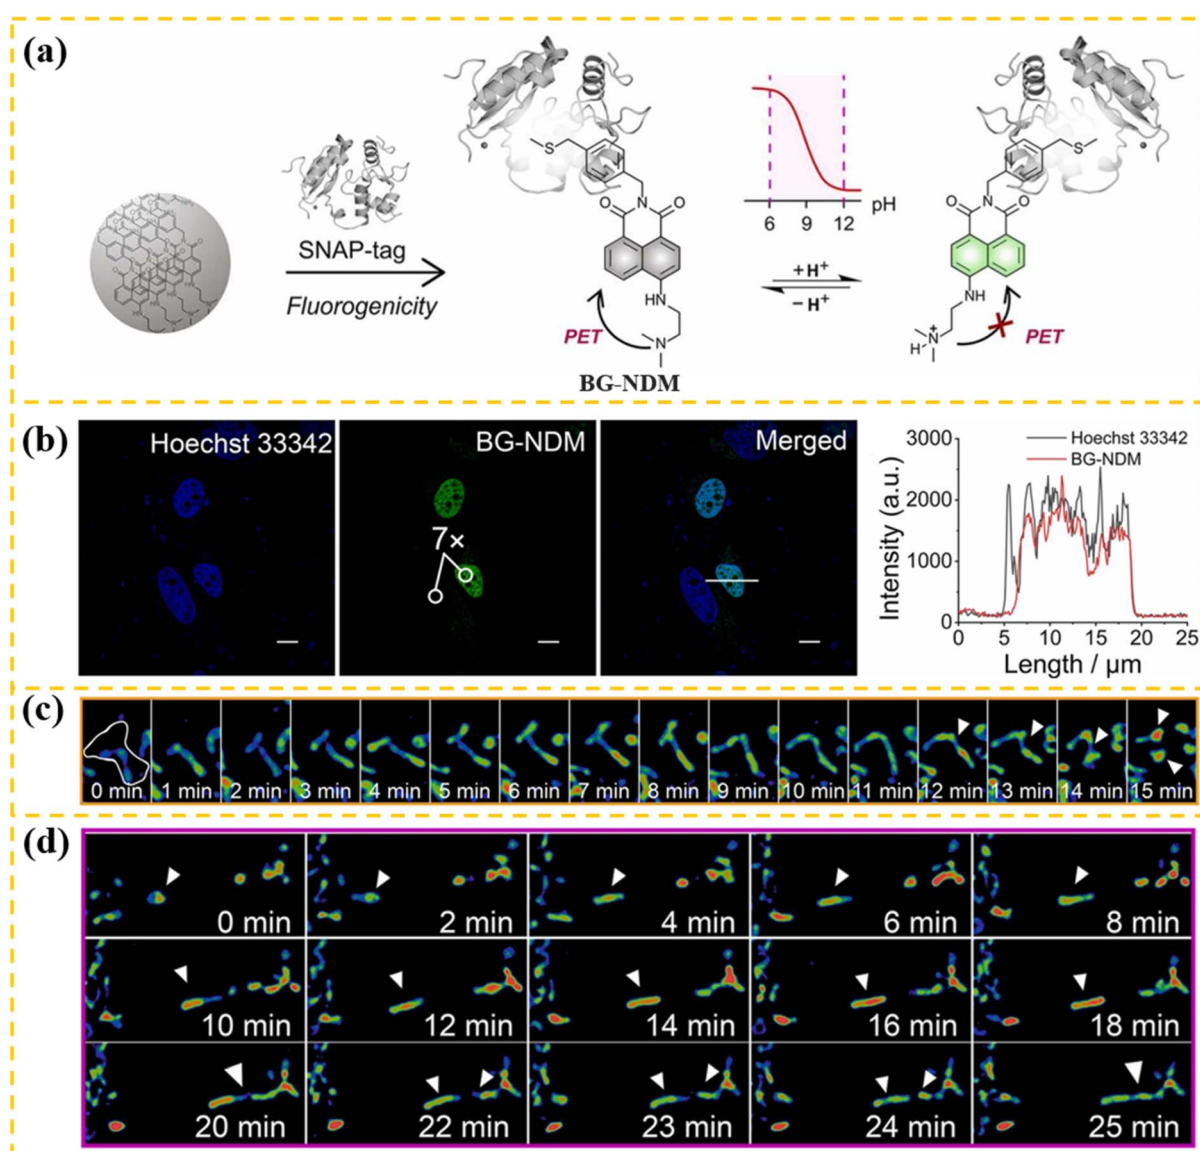 (a)
SNAP-tag
Fluorogenicity
S
N
O
O
HN
PET
N
BG-NDM
6
9
12
pH
+H⁺
−H⁺
S
N
O
O
NH
PET
H
N
+
(b)
Hoechst 33342
BG-NDM
7×
Merged
Intensity (a.u.)
3000
2000
1000
0
Hoechst 33342
BG-NDM
0 5 10 15 20 25
Length / μm
(c)
0 min 1 min 2 min 3 min 4 min 5 min 6 min 7 min 8 min 9 min 10 min 11 min 12 min 13 min 14 min 15 min
(d)
0 min 2 min 4 min 6 min 8 min
10 min 12 min 14 min 16 min 18 min
20 min 22 min 23 min 24 min 25 min